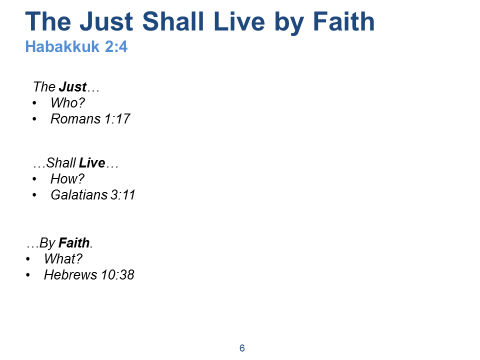 The Just Shall Live by Faith
Habakkuk 2:4
The Just…
• Who?
• Romans 1:17
…Shall Live…
• How?
• Galatians 3:11
…By Faith.
• What?
• Hebrews 10:38
6